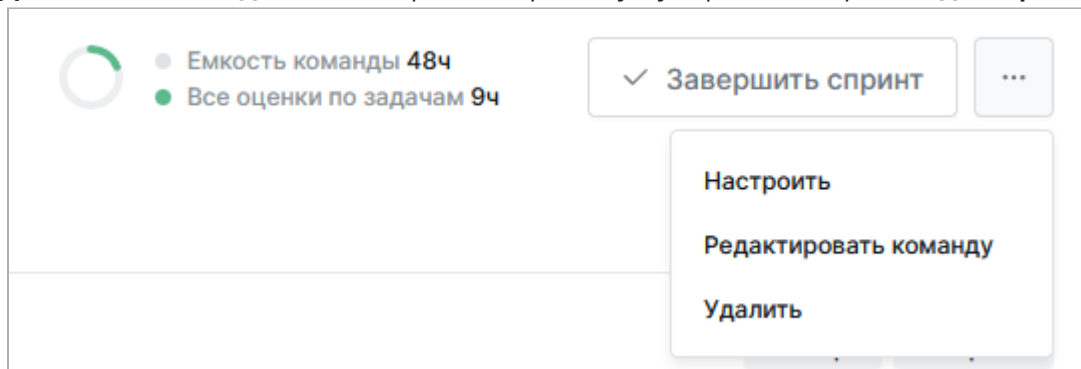 Емкость команды 48ч
Все оценки по задачам 9ч
Завершить спринт
...
Настроить
Редактировать команду
Удалить